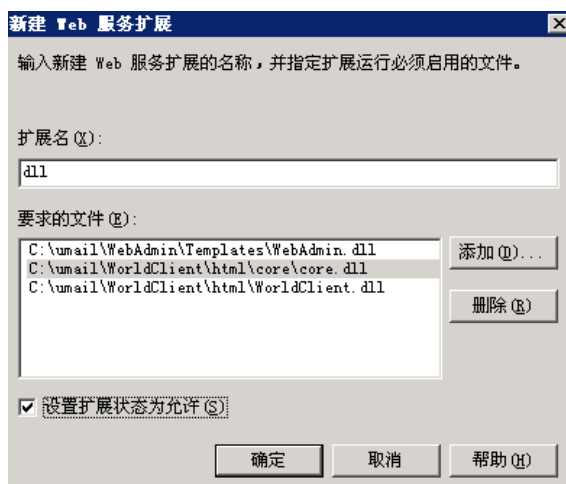 新建 Web 服务扩展
输入新建 Web 服务扩展的名称，并指定扩展运行必须启用的文件。
扩展名(X):
dll
要求的文件(E):
C:\umail\WebAdmin\Templates\WebAdmin.dll
C:\umail\WorldClient\html\core\core.dll
C:\umail\WorldClient\html\WorldClient.dll
添加(D)...
删除(R)
设置扩展状态为允许(S)
确定
取消
帮助(H)